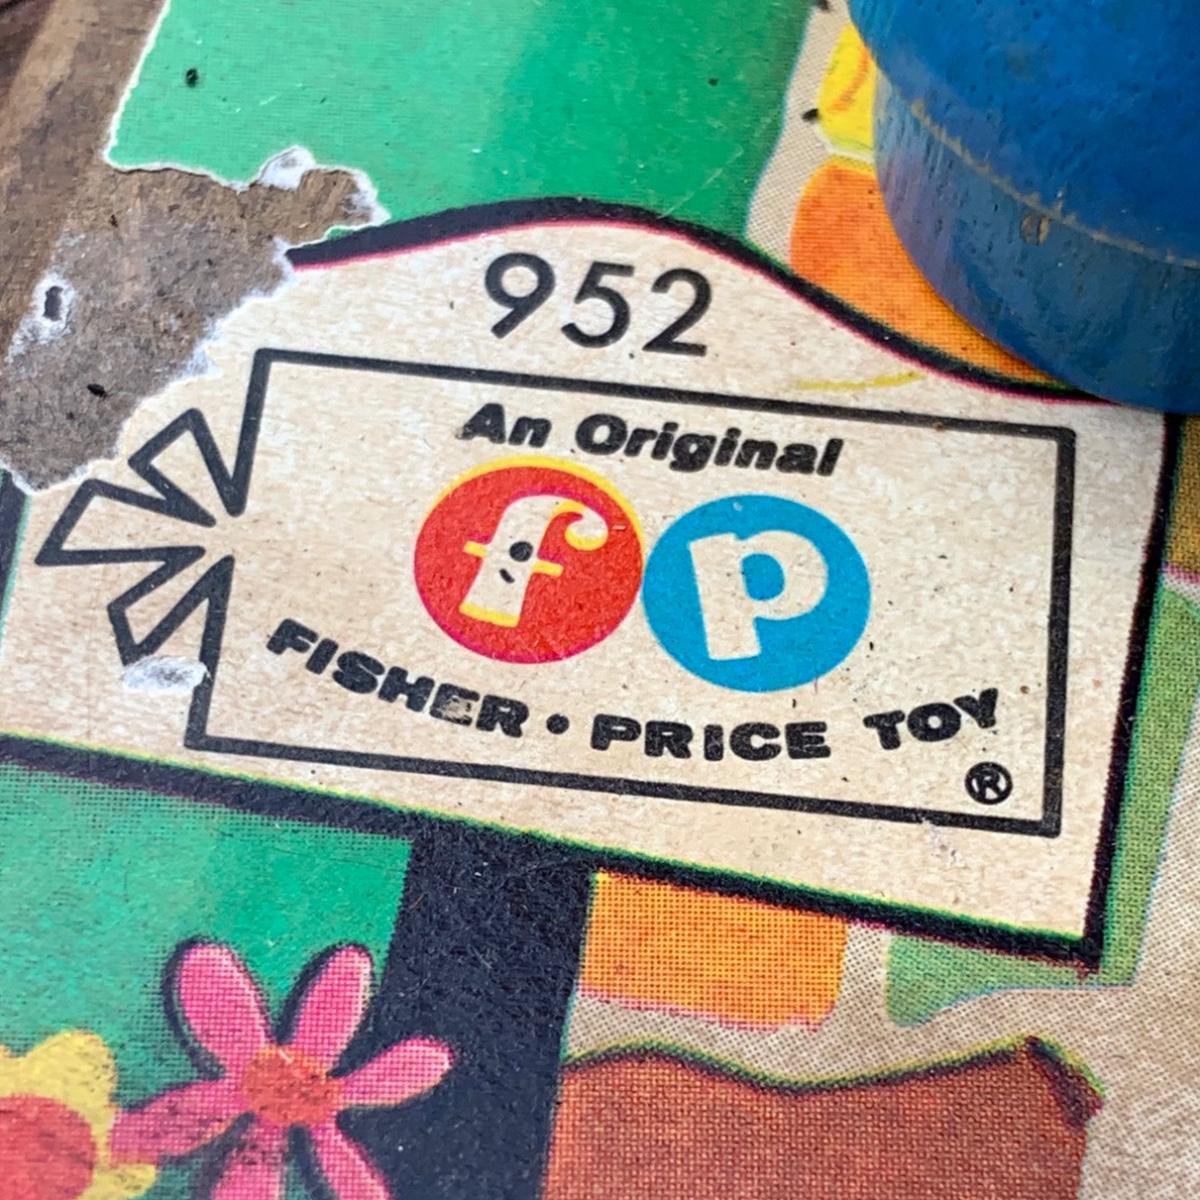 952
An Original
fp
FISHER • PRICE TOY
®